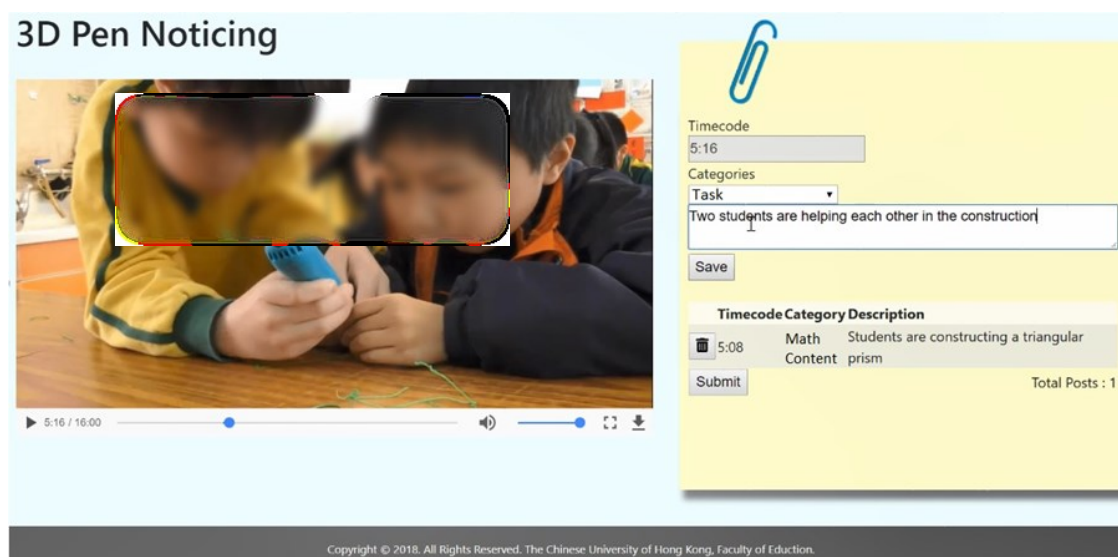 3D Pen Noticing
5:16 / 16:00
Timecode
5:16
Categories
Task
Two students are helping each other in the construction
Save
Timecode Category Description
5:08 Math Content Students are constructing a triangular prism
Submit
Total Posts : 1
Copyright © 2018. All Rights Reserved. The Chinese University of Hong Kong, Faculty of Eduction.